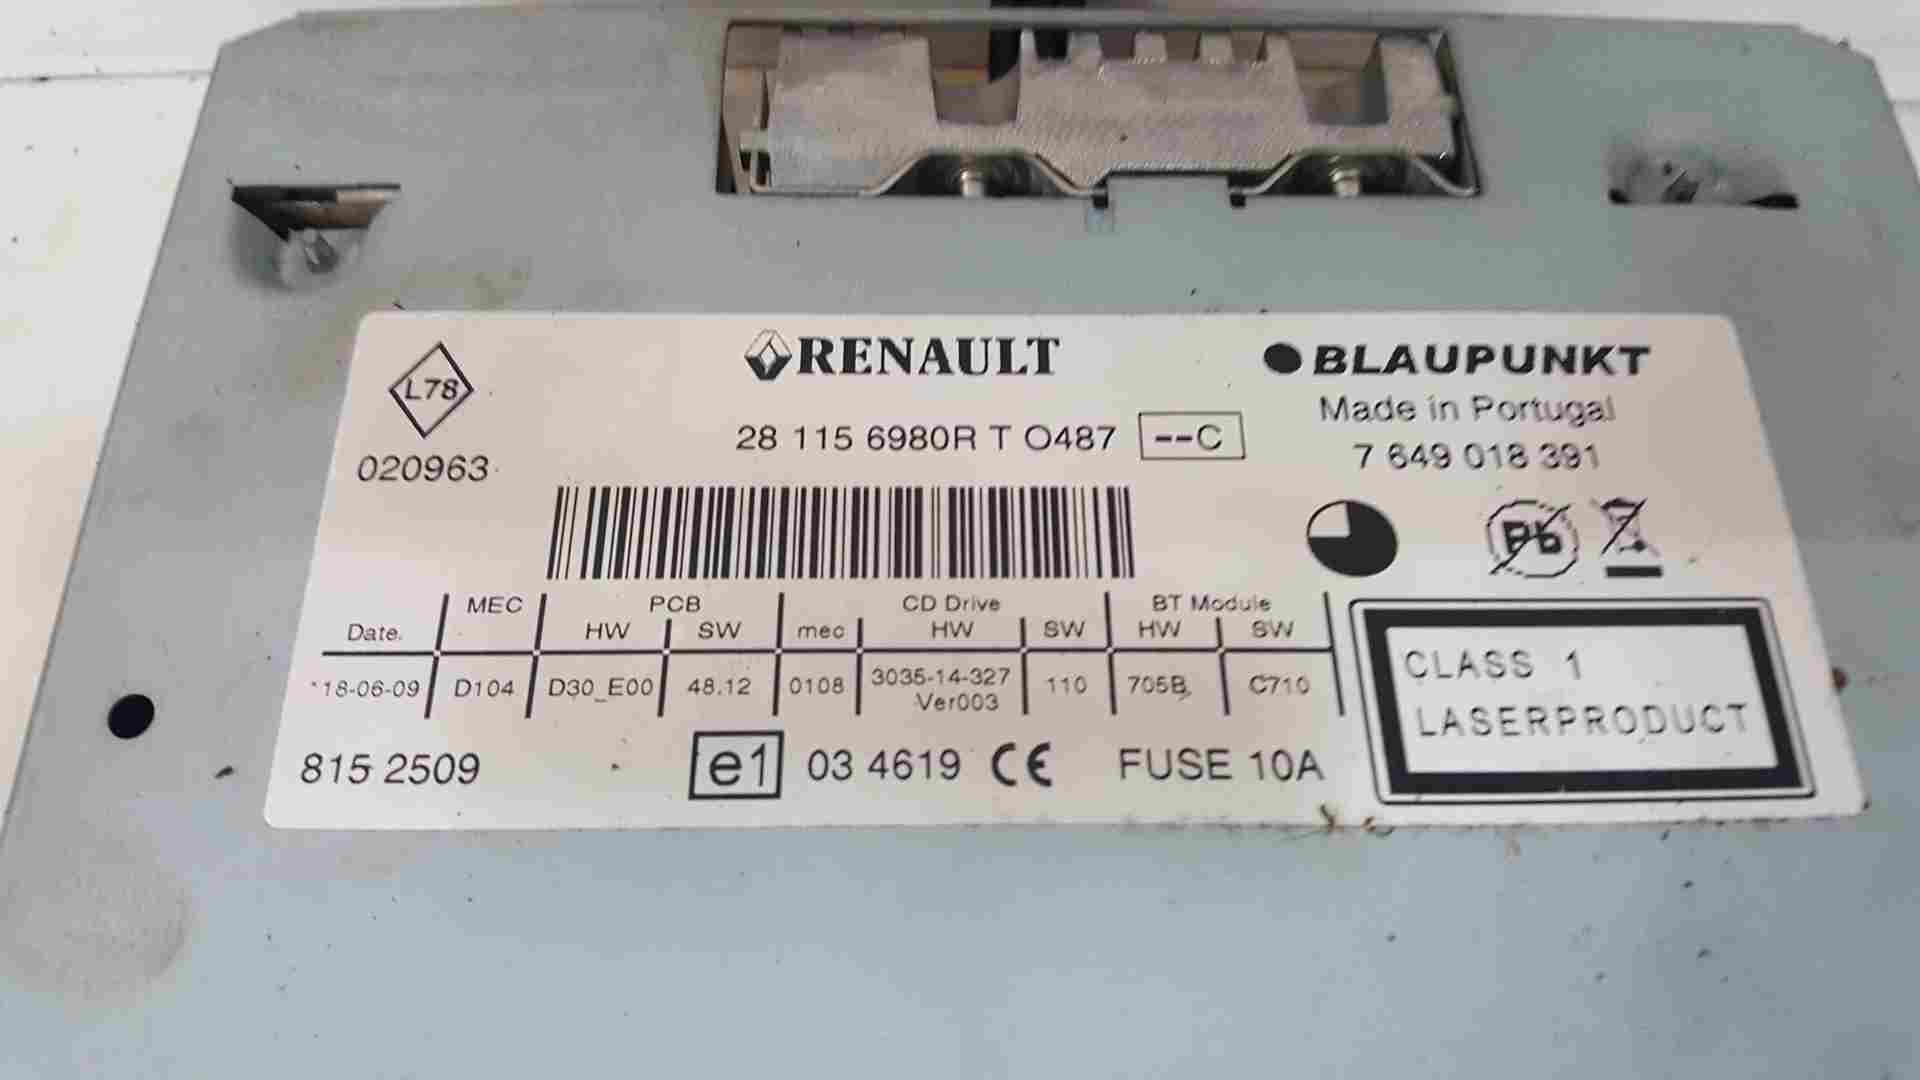 L78
RENAULT
BLAUPUNKT
Made in Portugal
28 115 6980R T O487 --C
7 649 018 391
020963
Pb
MEC PCB CD Drive BT Module
Date. HW SW mec HW SW HW SW
18-06-09 D104 D30_E00 48.12 0108 3035-14-327 110 705B C710
Ver003
CLASS 1
LASERPRODUCT
815 2509 e1 03 4619 CE FUSE 10A